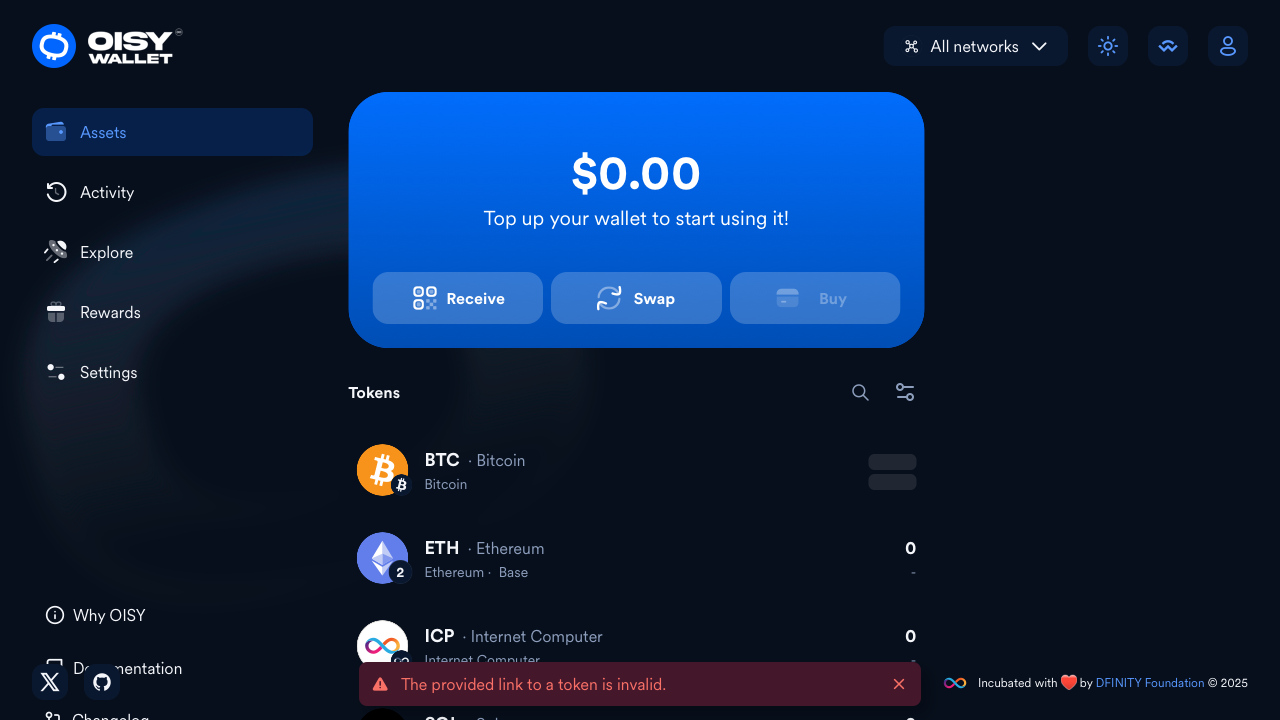 OISY
WALLET
All networks
Assets
Activity
Explore
Rewards
Settings
Why OISY
Documentation
Changelog
$0.00
Top up your wallet to start using it!
Receive
Swap
Buy
Tokens
BTC · Bitcoin
Bitcoin
ETH · Ethereum
0
2
Ethereum · Base
-
ICP · Internet Computer
0
Internet Computer
-
The provided link to a token is invalid.
Incubated with ❤️ by DFINITY Foundation © 2025